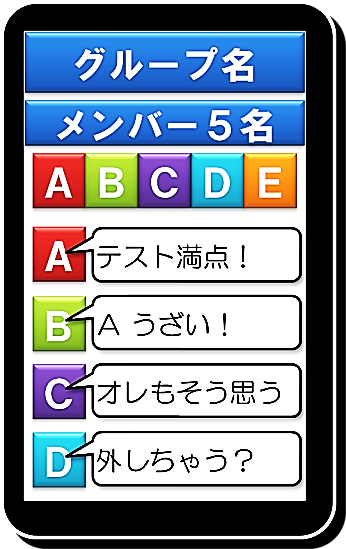 グループ名
メンバー５名
A B C D E
A テスト満点！
B A うざい！
C オレもそう思う
D 外しちゃう？